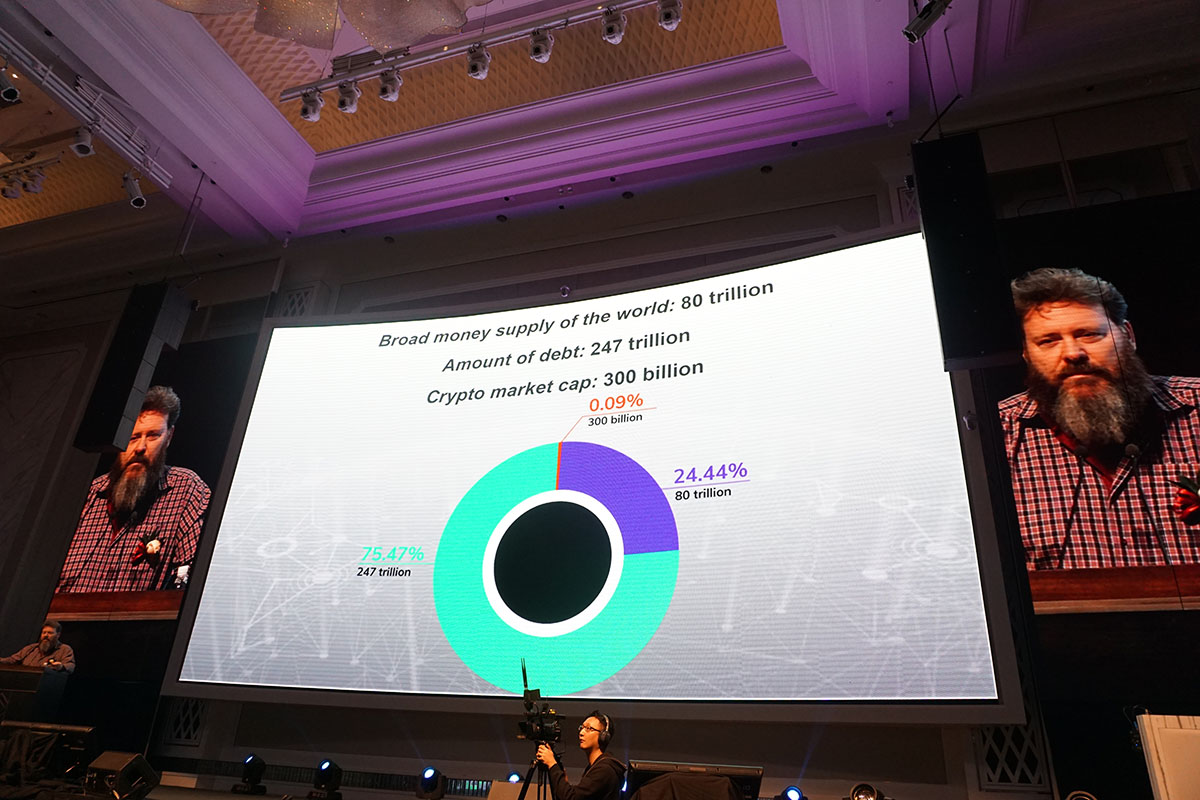 Broad money supply of the world: 80 trillion
Amount of debt: 247 trillion
Crypto market cap: 300 billion
0.09%
300 billion
24.44%
80 trillion
75.47%
247 trillion